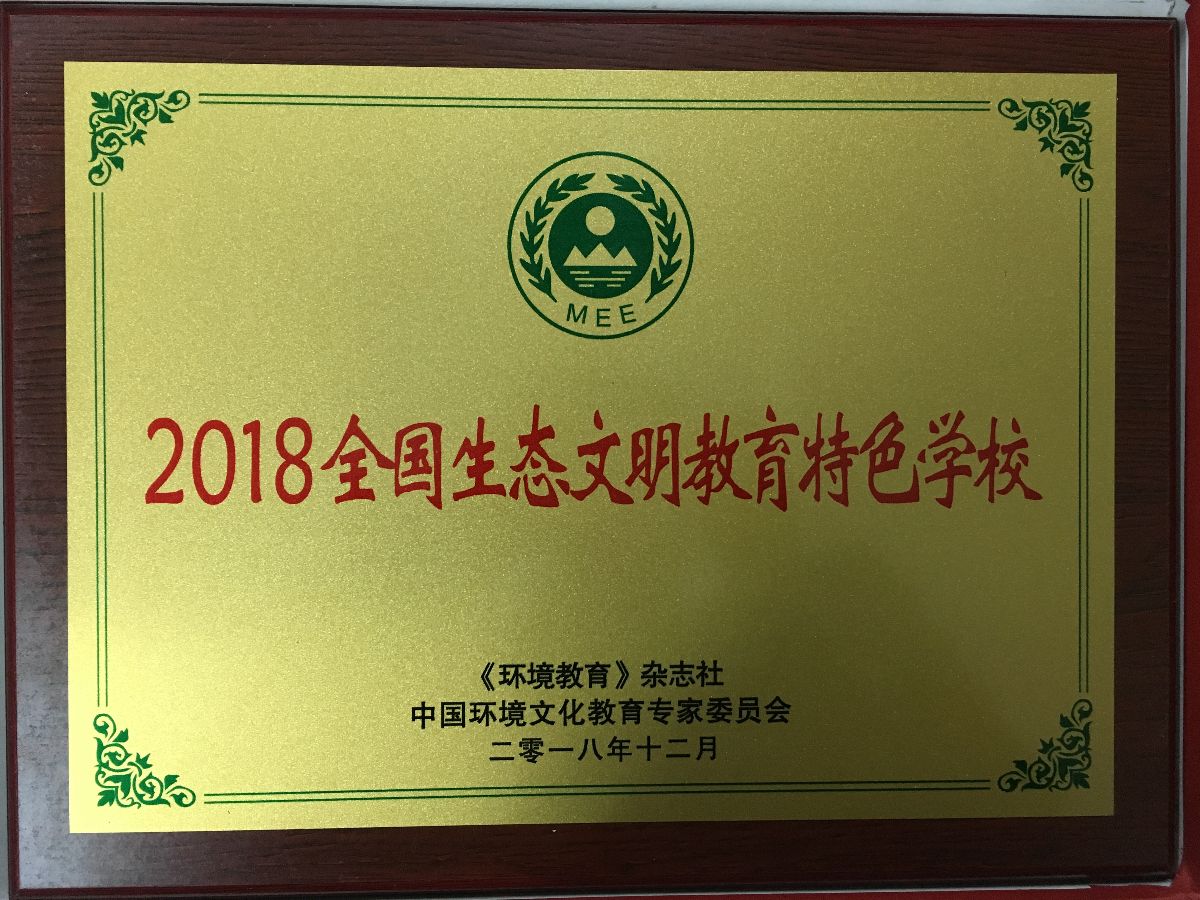 MEE
2018全国生态文明教育特色学校
《环境教育》杂志社
中国环境文化教育专家委员会
二零一八年十二月